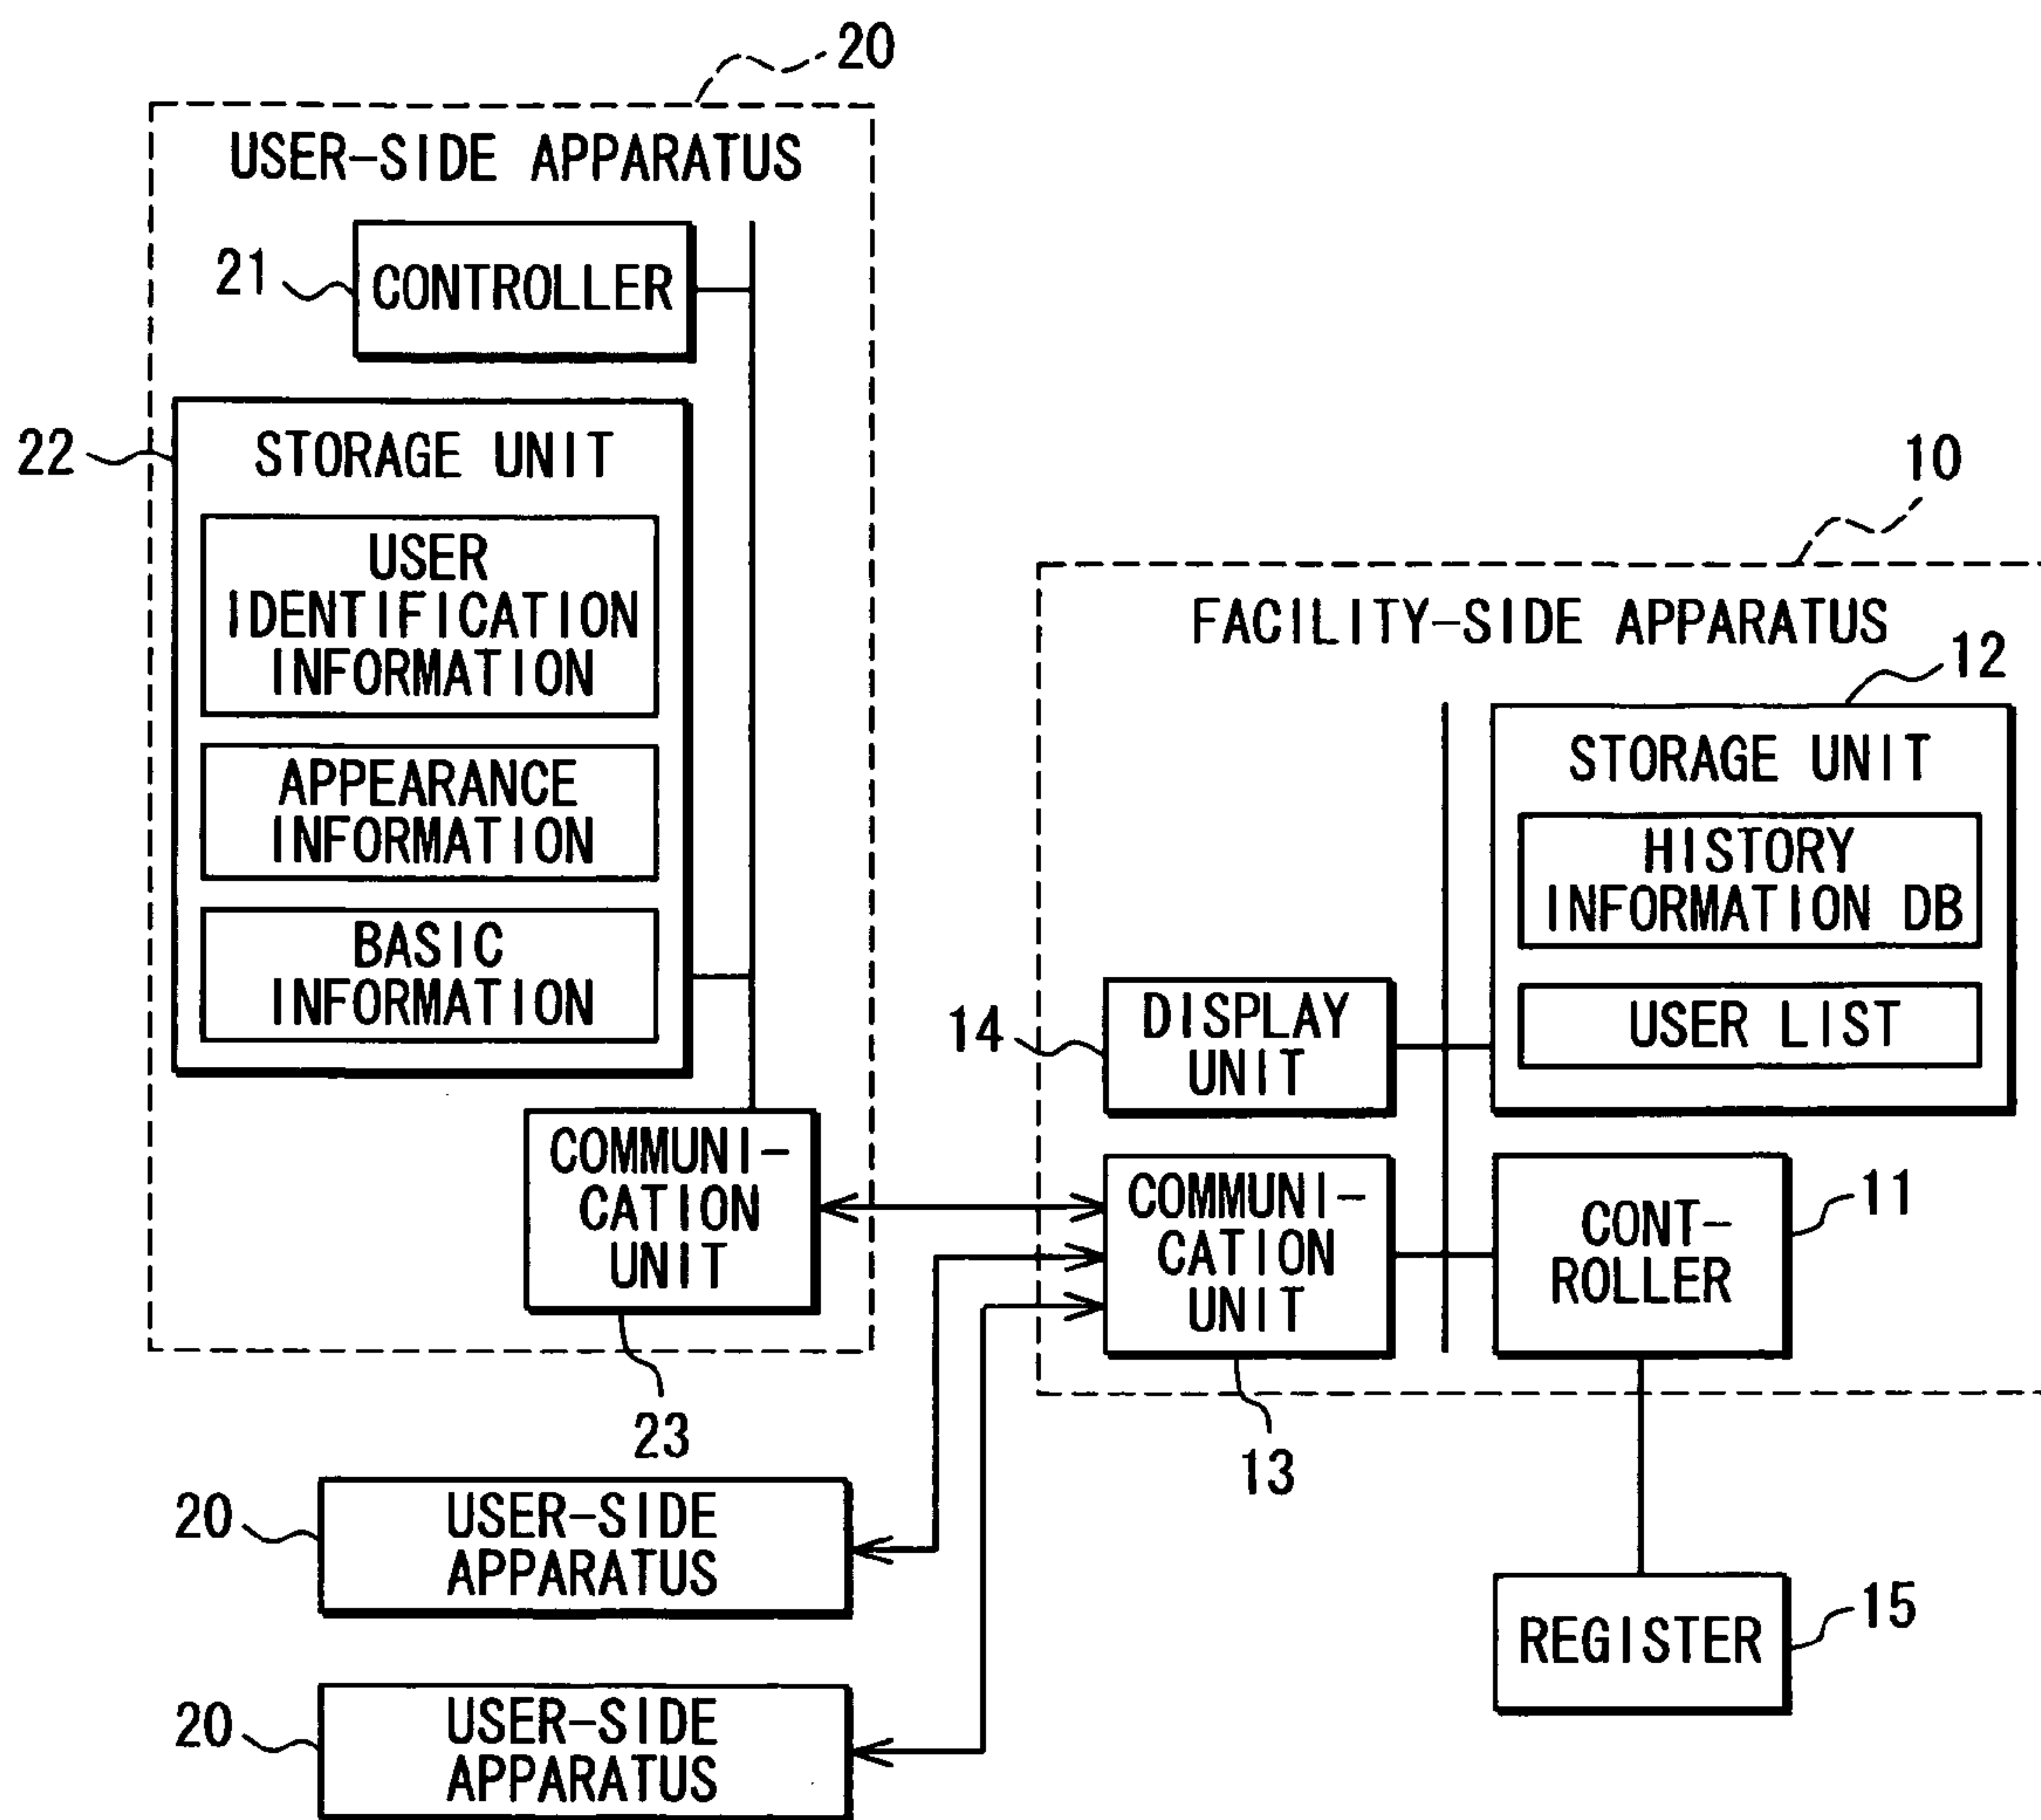 20
USER-SIDE APPARATUS
21
CONTROLLER
22
STORAGE UNIT
USER
IDENTIFICATION
INFORMATION
APPEARANCE
INFORMATION
BASIC
INFORMATION
COMMUNI-
CATION
UNIT
23
20
USER-SIDE
APPARATUS
20
USER-SIDE
APPARATUS
10
FACILITY-SIDE APPARATUS
12
STORAGE UNIT
HISTORY
INFORMATION DB
USER LIST
14
DISPLAY
UNIT
COMMUNI-
CATION
UNIT
13
CONT-
ROLLER
11
REGISTER
15